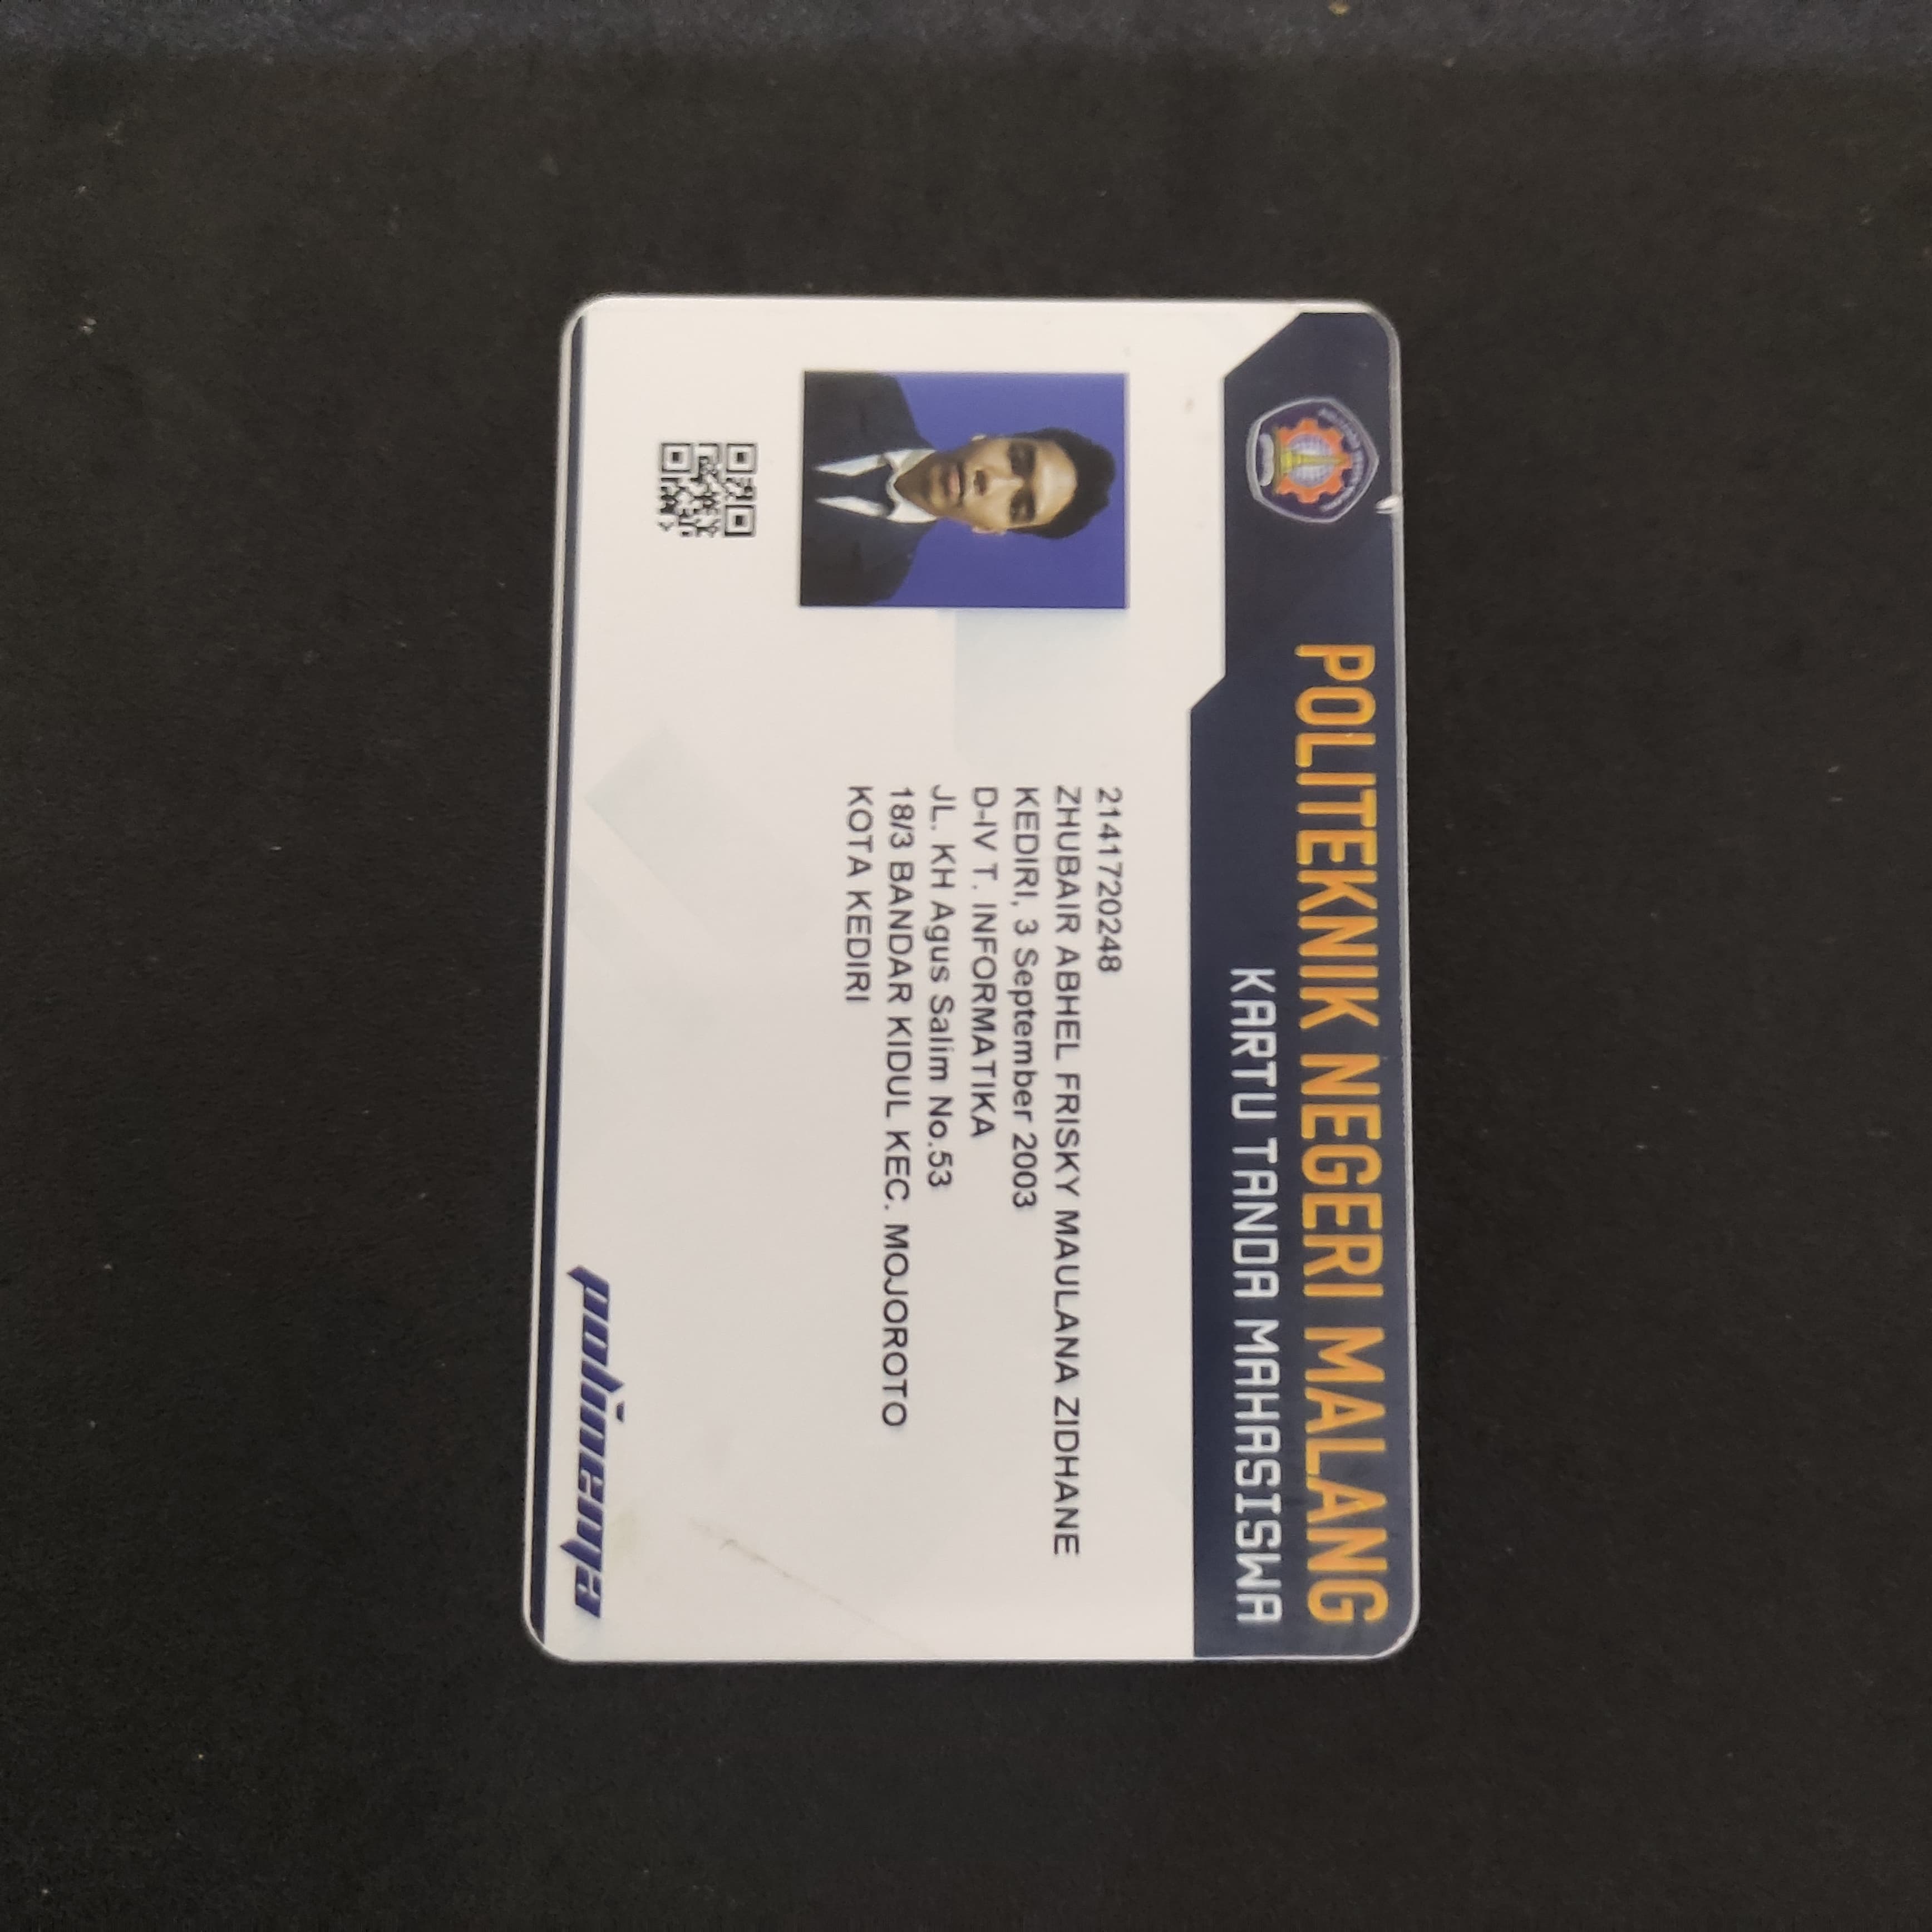 POLITEKNIK NEGERI MALANG
KARTU TANDA MAHASISWA
2141720248
ZHUBAIR ABHEL FRISKY MAULANA ZIDHANE
KEDIRI, 3 September 2003
D-IV T. INFORMATIKA
JL. KH Agus Salim No.53
18/3 BANDAR KIDUL KEC. MOJOROTO
KOTA KEDIRI
polinema